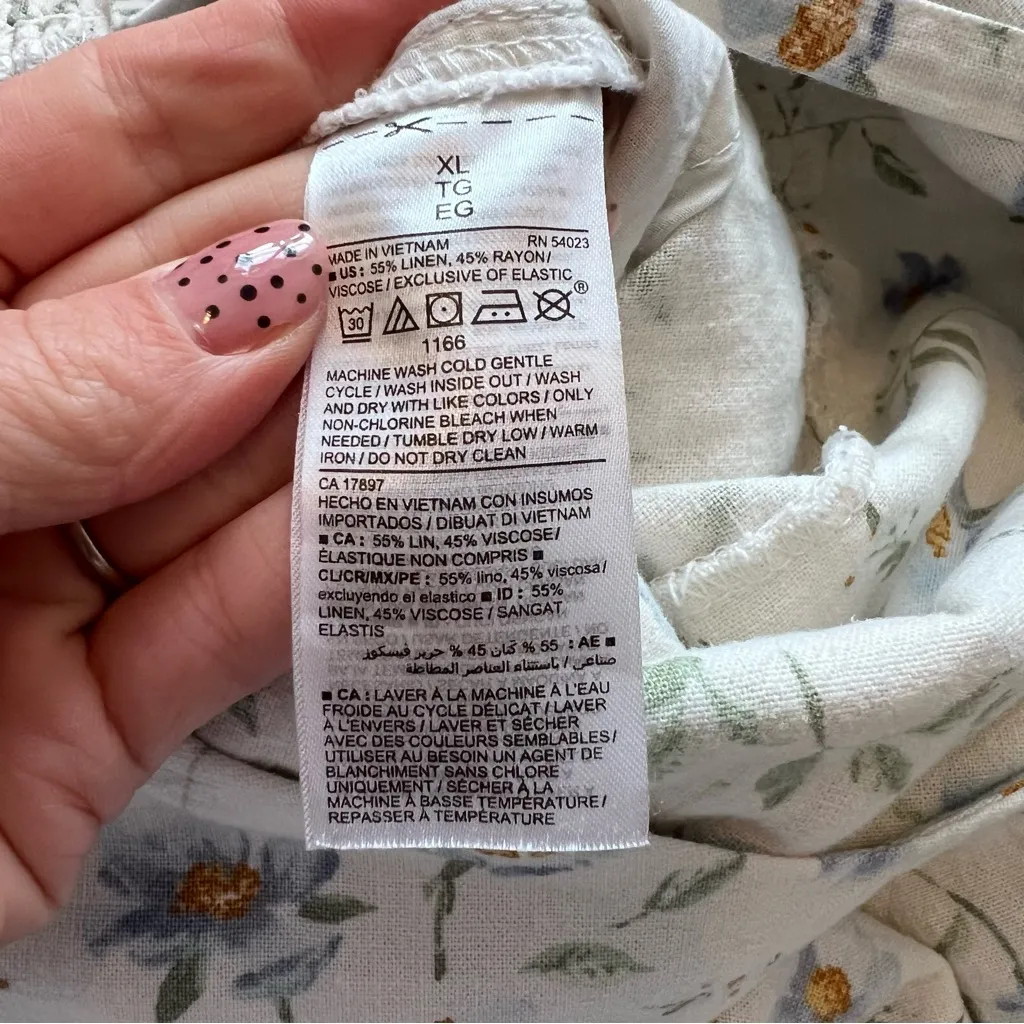 XL
TG
EG
MADE IN VIETNAM RN 54023
■ US : 55% LINEN, 45% RAYON /
VISCOSE / EXCLUSIVE OF ELASTIC
30 ®
1166
MACHINE WASH COLD GENTLE
CYCLE / WASH INSIDE OUT / WASH
AND DRY WITH LIKE COLORS / ONLY
NON-CHLORINE BLEACH WHEN
NEEDED / TUMBLE DRY LOW / WARM
IRON / DO NOT DRY CLEAN
CA 17897
HECHO EN VIETNAM CON INSUMOS
IMPORTADOS / DIBUAT DI VIETNAM
■ CA : 55% LIN, 45% VISCOSE /
ÉLASTIQUE NON COMPRIS ■
CL/CR/MX/PE : 55% lino, 45% viscosa /
excluyendo el elastico ■ ID : 55%
LINEN, 45% VISCOSE / SANGAT
ELASTIS
■ AE : 55 % كتان 45 % حرير فيسكوز
صناعي / باستثناء العناصر المطاطة
■ CA : LAVER À LA MACHINE À L'EAU
FROIDE AU CYCLE DÉLICAT / LAVER
À L'ENVERS / LAVER ET SÉCHER
AVEC DES COULEURS SEMBLABLES /
UTILISER AU BESOIN UN AGENT DE
BLANCHIMENT SANS CHLORE
UNIQUEMENT / SÉCHER À LA
MACHINE À BASSE TEMPÉRATURE /
REPASSER À TEMPÉRATURE